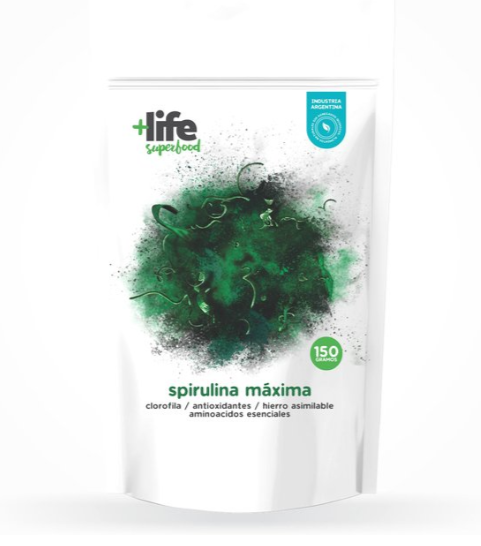 INDUSTRIA
ARGENTINA
+life
superfood
150
GRAMOS
spirulina máxima
clorofila / antioxidantes / hierro asimilable
aminoacidos esenciales